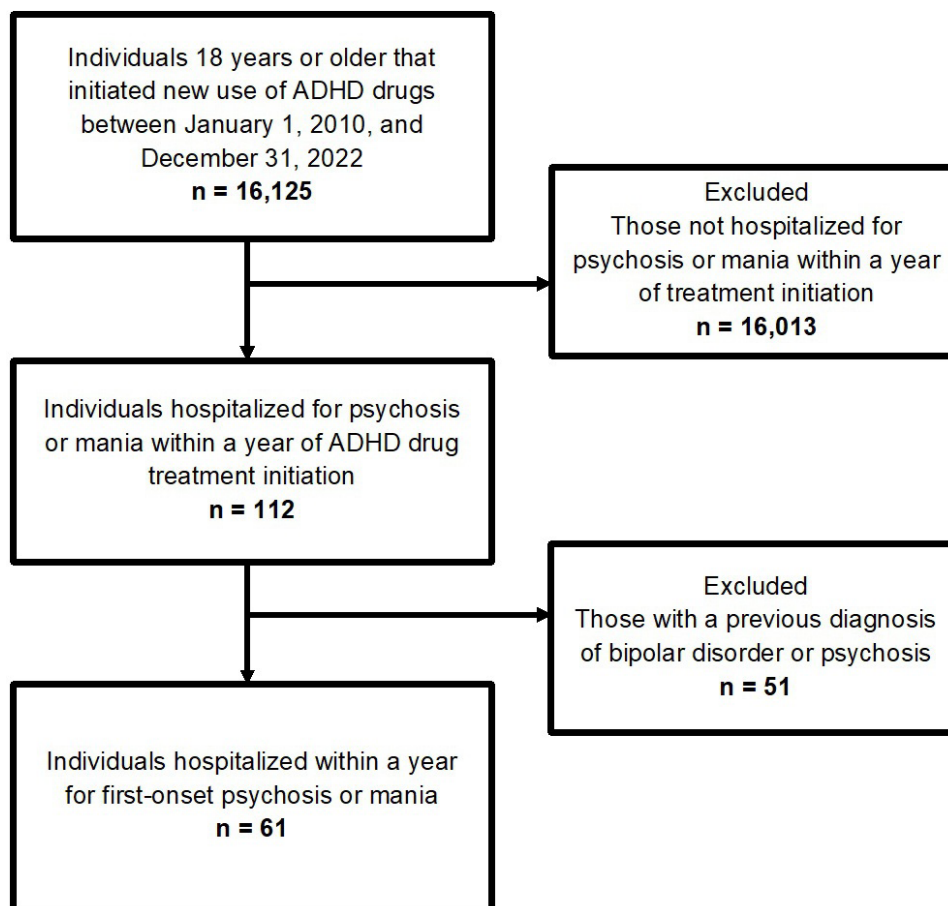 Individuals 18 years or older that
initiated new use of ADHD drugs
between January 1, 2010, and
December 31, 2022
n = 16,125
Excluded
Those not hospitalized for
psychosis or mania within a year
of treatment initiation
n = 16,013
Individuals hospitalized for psychosis
or mania within a year of ADHD drug
treatment initiation
n = 112
Excluded
Those with a previous diagnosis
of bipolar disorder or psychosis
n = 51
Individuals hospitalized within a year
for first-onset psychosis or mania
n = 61